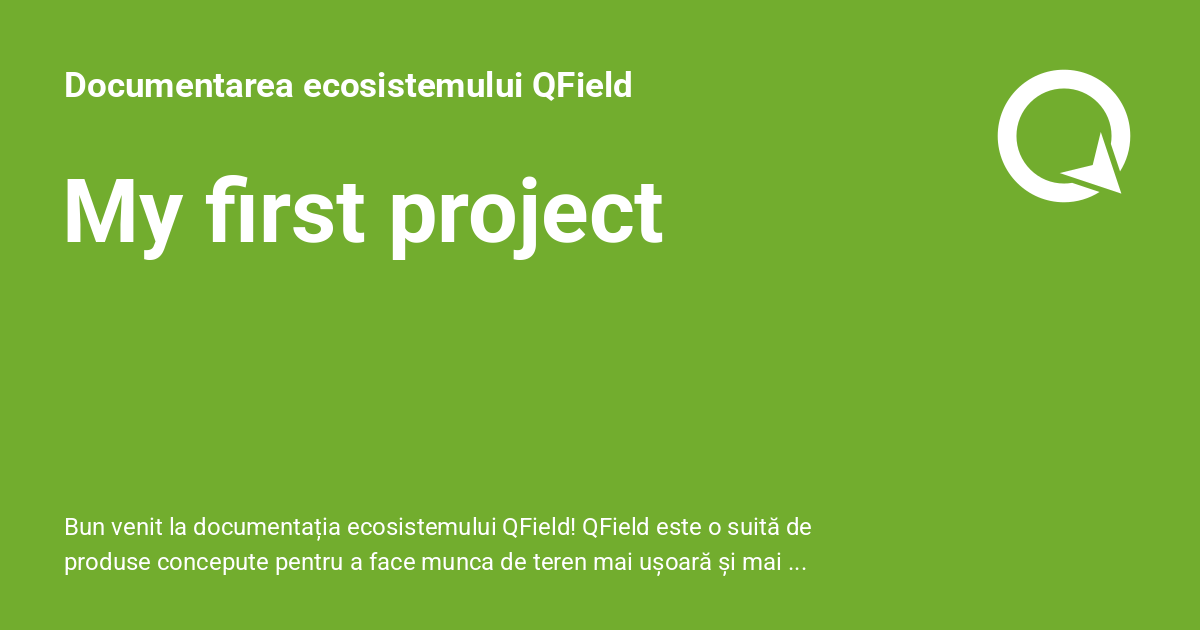 Documentarea ecosistemului QField
My first project
Bun venit la documentația ecosistemului QField! QField este o suită de
produse concepute pentru a face munca de teren mai ușoară și mai ...